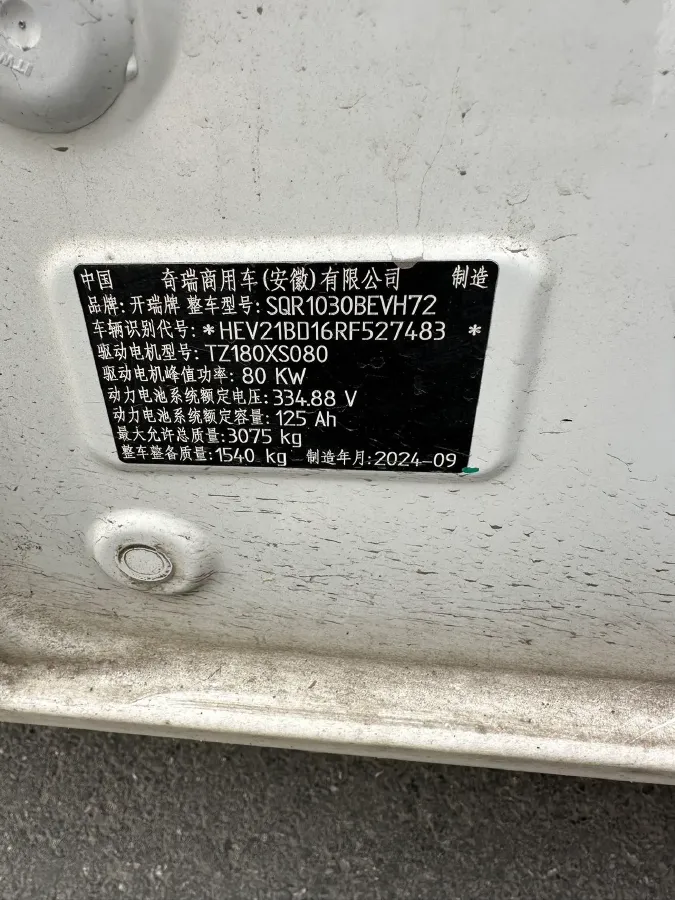 中国 奇瑞商用车(安徽)有限公司 制造
品牌: 开瑞牌 整车型号: SQR1030BEVH72
车辆识别代号: *HEV21BD16RF527483 *
驱动电机型号: TZ180XS080
驱动电机峰值功率: 80 KW
动力电池系统额定电压: 334.88 V
动力电池系统额定容量: 125 Ah
最大允许总质量: 3075 kg
整车整备质量: 1540 kg 制造年月: 2024-09